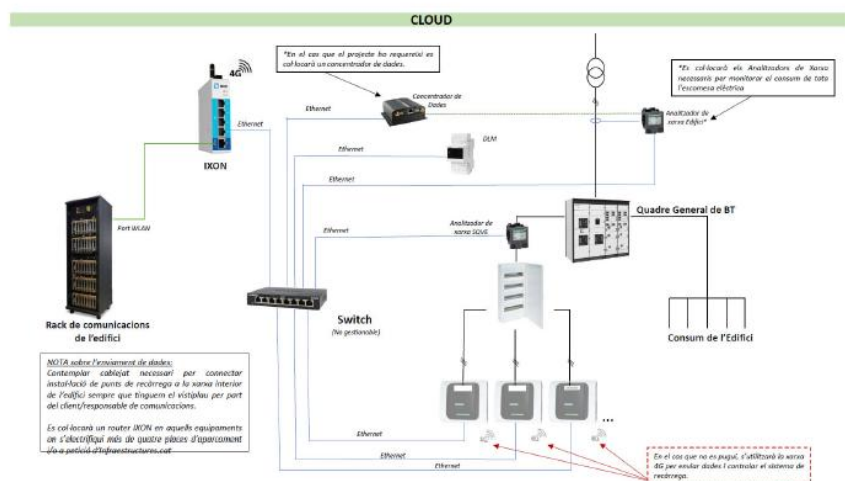 CLOUD
4G
*En el cas que el projecte ho requereixi es
col·locarà un concentrador de dades.
*Es col·locarà els Analitzadors de Xarxa
necessaris per monitorar el consum de tota
l'escomesa elèctrica
Concentrador de
Dades
Ethernet
Analitzador de
xarxa Edifici*
Ethernet
IXON
DLM
Ethernet
Ethernet
Port WLAN
Analitzador de
xarxa SGVE
Quadre General de BT
Ethernet
Switch
(No gestionable)
Rack de comunicacions
de l'edifici
Consum de l'Edifici
NOTA sobre l'enviament de dades:
Contemplar cablejat necessari per connectar
instal·lació de punts de recàrrega a la xarxa interior
de l'edifici sempre que tinguem el vistiplau per part
del client/responsable de comunicacions.
Es col·locarà un router IXON en aquells equipaments
on s'electrifiqui més de quatre places d'aparcament
i/o a petició d'Infraestructures.cat
...
4G
4G
4G
En el cas que no es pugui, s'utilitzarà la xarxa
4G per enviar dades i controlar el sistema de
recàrrega.